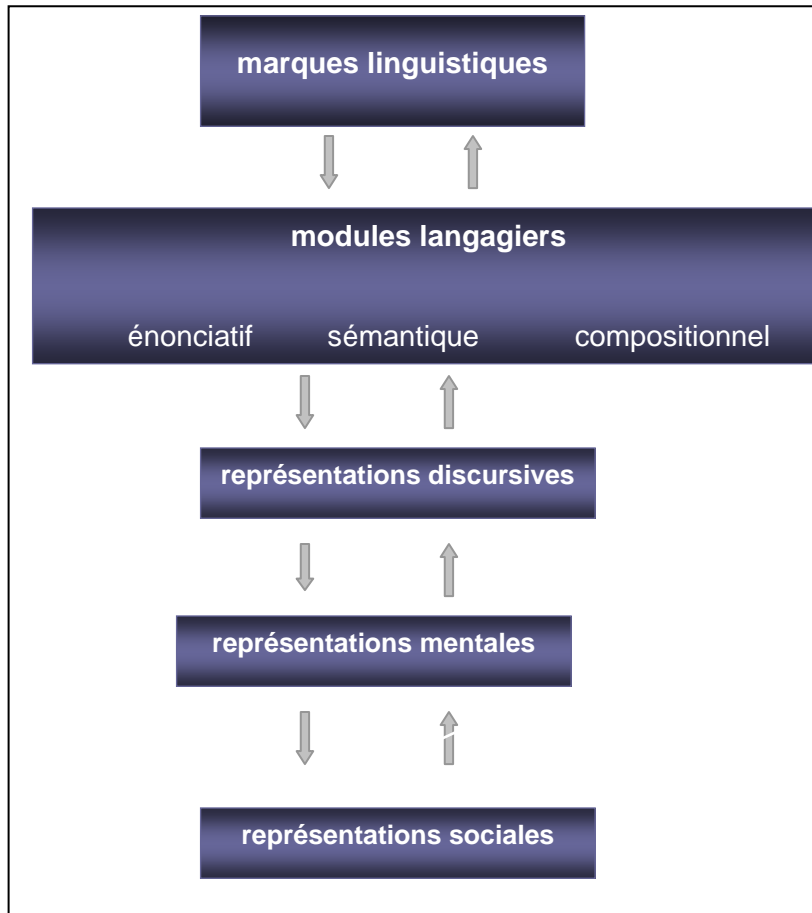 marques linguistiques
modules langagiers
énonciatif sémantique compositionnel
représentations discursives
représentations mentales
représentations sociales